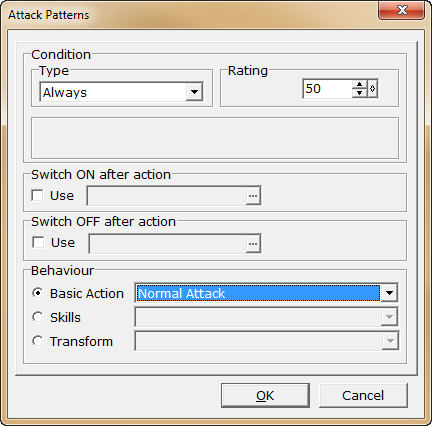 Attack Patterns
Condition
Type
Rating
Always
50
Switch ON after action
Use
...
Switch OFF after action
Use
...
Behaviour
Basic Action
Normal Attack
Skills
Transform
OK
Cancel